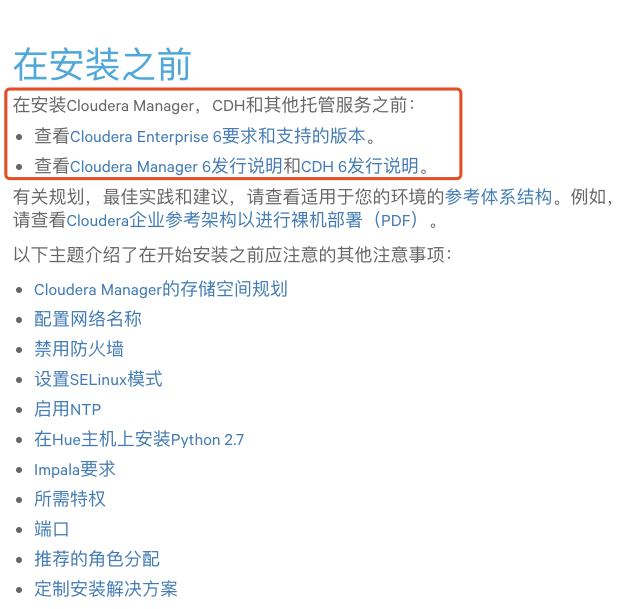 在安装之前
在安装Cloudera Manager，CDH和其他托管服务之前：
• 查看Cloudera Enterprise 6要求和支持的版本。
• 查看Cloudera Manager 6发行说明和CDH 6发行说明。
有关规划，最佳实践和建议，请查看适用于您的环境的参考体系结构。例如，
请查看Cloudera企业参考架构以进行裸机部署（PDF）。
以下主题介绍了在开始安装之前应注意的其他注意事项：
• Cloudera Manager的存储空间规划
• 配置网络名称
• 禁用防火墙
• 设置SELinux模式
• 启用NTP
• 在Hue主机上安装Python 2.7
• Impala要求
• 所需特权
• 端口
• 推荐的角色分配
• 定制安装解决方案